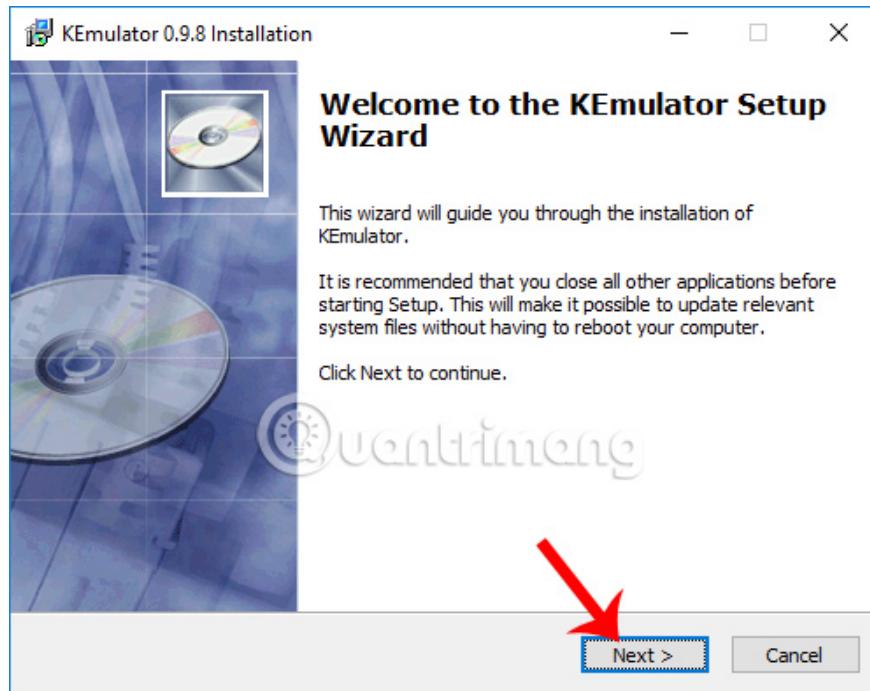 KEmulator 0.9.8 Installation
Welcome to the KEmulator Setup
Wizard
This wizard will guide you through the installation of
KEmulator.
It is recommended that you close all other applications before
starting Setup. This will make it possible to update relevant
system files without having to reboot your computer.
Click Next to continue.
Quantrimang
Next >
Cancel